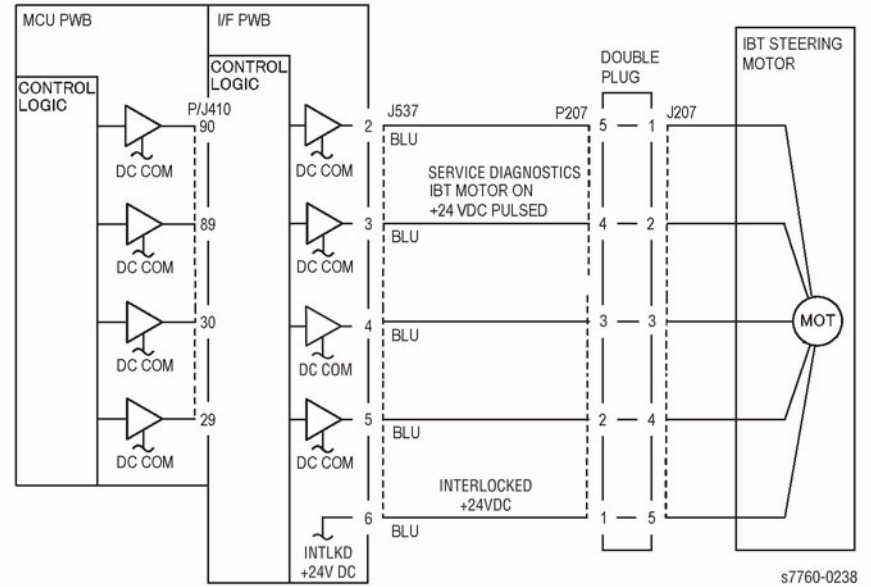 MCU PWB
I/F PWB
CONTROL
LOGIC
P/J410
90
DC COM
89
DC COM
30
DC COM
29
DC COM
CONTROL
LOGIC
2
DC COM
3
DC COM
4
DC COM
5
DC COM
6
INTLKD
+24V DC
J537
BLU
BLU
BLU
BLU
BLU
SERVICE DIAGNOSTICS
IBT MOTOR ON
+24 VDC PULSED
INTERLOCKED
+24VDC
P207
DOUBLE
PLUG
5 — 1
4 — 2
3 — 3
2 — 4
1 — 5
J207
IBT STEERING
MOTOR
MOT
s7760-0238